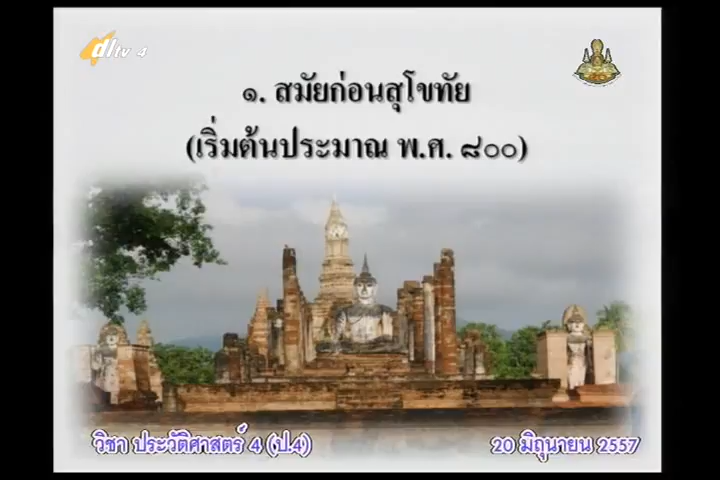 dltv 4
๑. สมัยก่อนสุโขทัย
(เริ่มต้นประมาณ พ.ศ. ๘๐๐)
วิชา ประวัติศาสตร์ 4 (ป.4)
20 มิถุนายน 2557